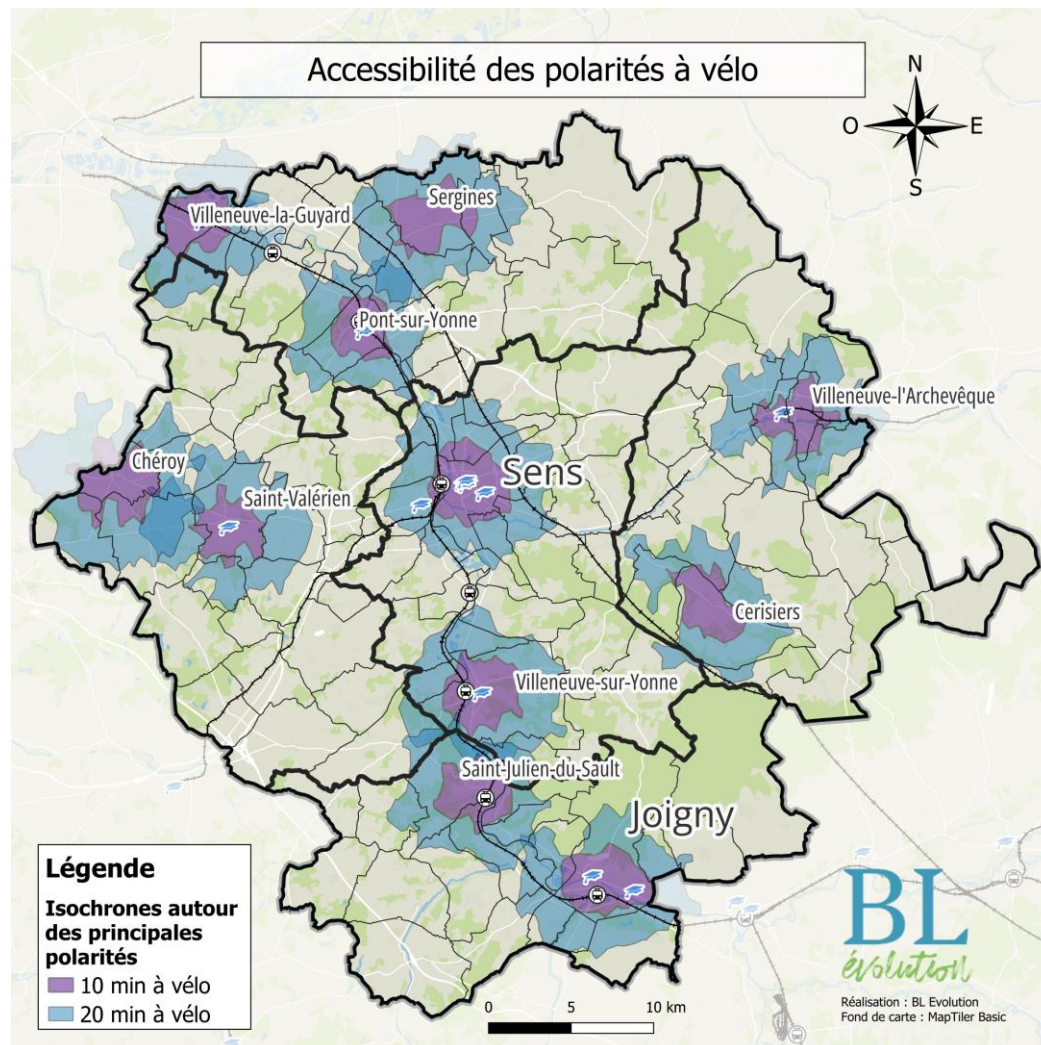 Accessibilité des polarités à vélo
N
O
E
S
Sergines
Villeneuve-la-Guyard
Pont-sur-Yonne
Villeneuve-l'Archevêque
Chéroy
Sens
Saint-Valérien
Cerisiers
Villeneuve-sur-Yonne
Saint-Julien-du-Sault
Joigny
Légende
Isochrones autour
des principales
polarités
10 min à vélo
20 min à vélo
0 5 10 km
BL
évolution
Réalisation : BL Evolution
Fond de carte : MapTiler Basic